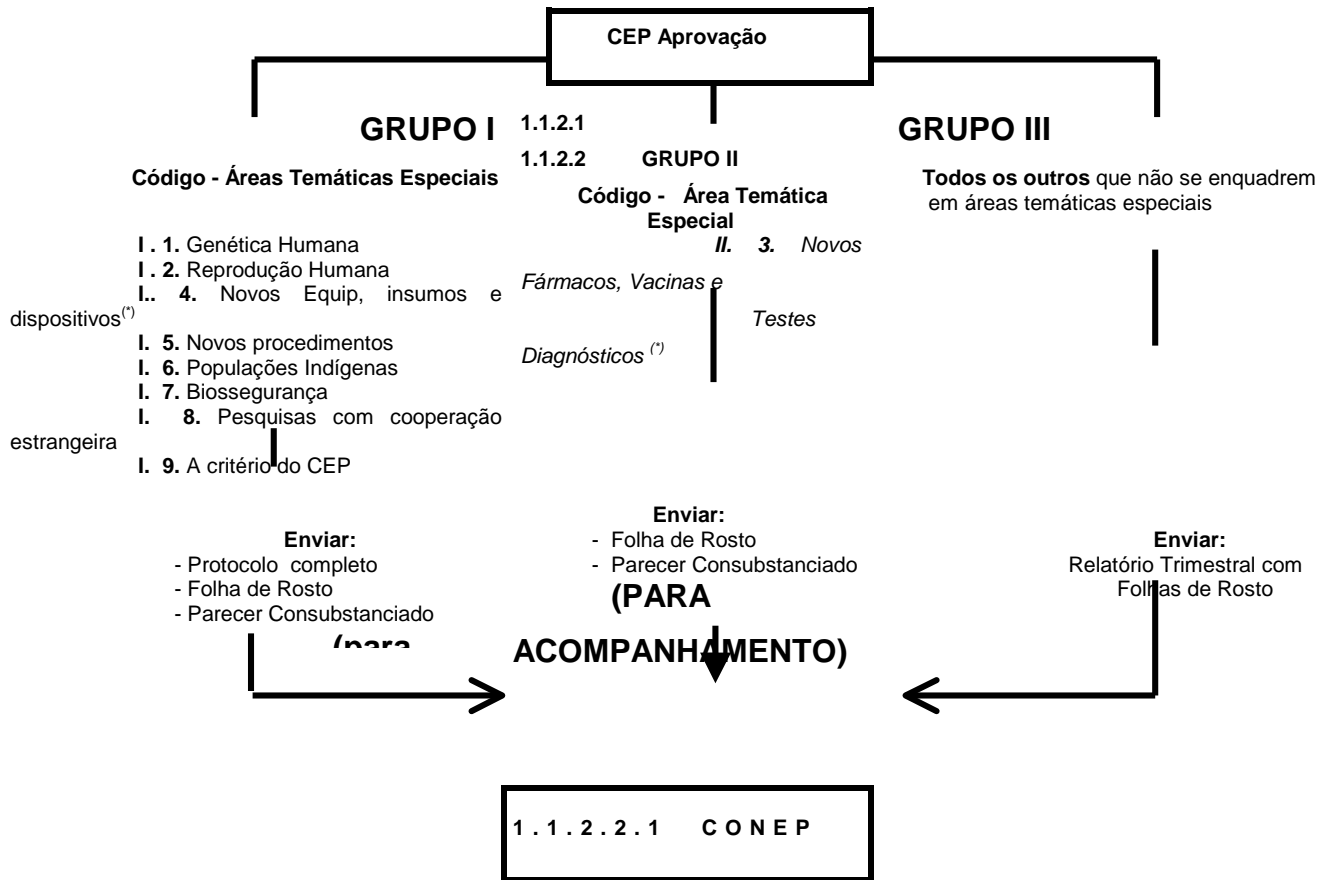 CEP Aprovação
GRUPO I
Código - Áreas Temáticas Especiais
I . 1. Genética Humana
I . 2. Reprodução Humana
I.. 4. Novos Equip, insumos e
dispositivos(*)
I. 5. Novos procedimentos
I. 6. Populações Indígenas
I. 7. Biossegurança
I. 8. Pesquisas com cooperação
estrangeira
I. 9. A critério do CEP
Enviar:
- Protocolo completo
- Folha de Rosto
- Parecer Consubstanciado
(para
1.1.2.1
1.1.2.2 GRUPO II
Código - Área Temática
Especial
II. 3. Novos
Fármacos, Vacinas e
Testes
Diagnósticos (*)
Enviar:
- Folha de Rosto
- Parecer Consubstanciado
(PARA
ACOMPANHAMENTO)
GRUPO III
Todos os outros que não se enquadrem
em áreas temáticas especiais
Enviar:
Relatório Trimestral com
Folhas de Rosto
1.1.2.2.1 CONEP